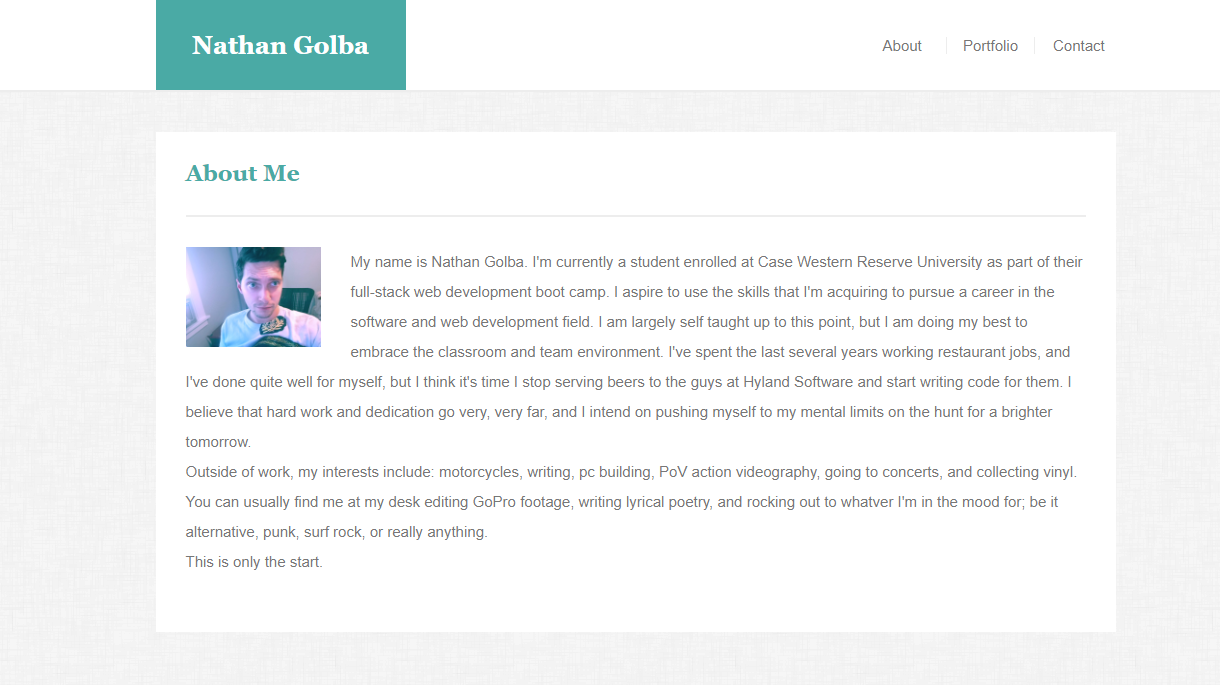 Nathan Golba
About
Portfolio
Contact
About Me
My name is Nathan Golba. I'm currently a student enrolled at Case Western Reserve University as part of their
full-stack web development boot camp. I aspire to use the skills that I'm acquiring to pursue a career in the
software and web development field. I am largely self taught up to this point, but I am doing my best to
embrace the classroom and team environment. I've spent the last several years working restaurant jobs, and
I've done quite well for myself, but I think it's time I stop serving beers to the guys at Hyland Software and start writing code for them. I
believe that hard work and dedication go very, very far, and I intend on pushing myself to my mental limits on the hunt for a brighter
tomorrow.
Outside of work, my interests include: motorcycles, writing, pc building, PoV action videography, going to concerts, and collecting vinyl.
You can usually find me at my desk editing GoPro footage, writing lyrical poetry, and rocking out to whatver I'm in the mood for; be it
alternative, punk, surf rock, or really anything.
This is only the start.